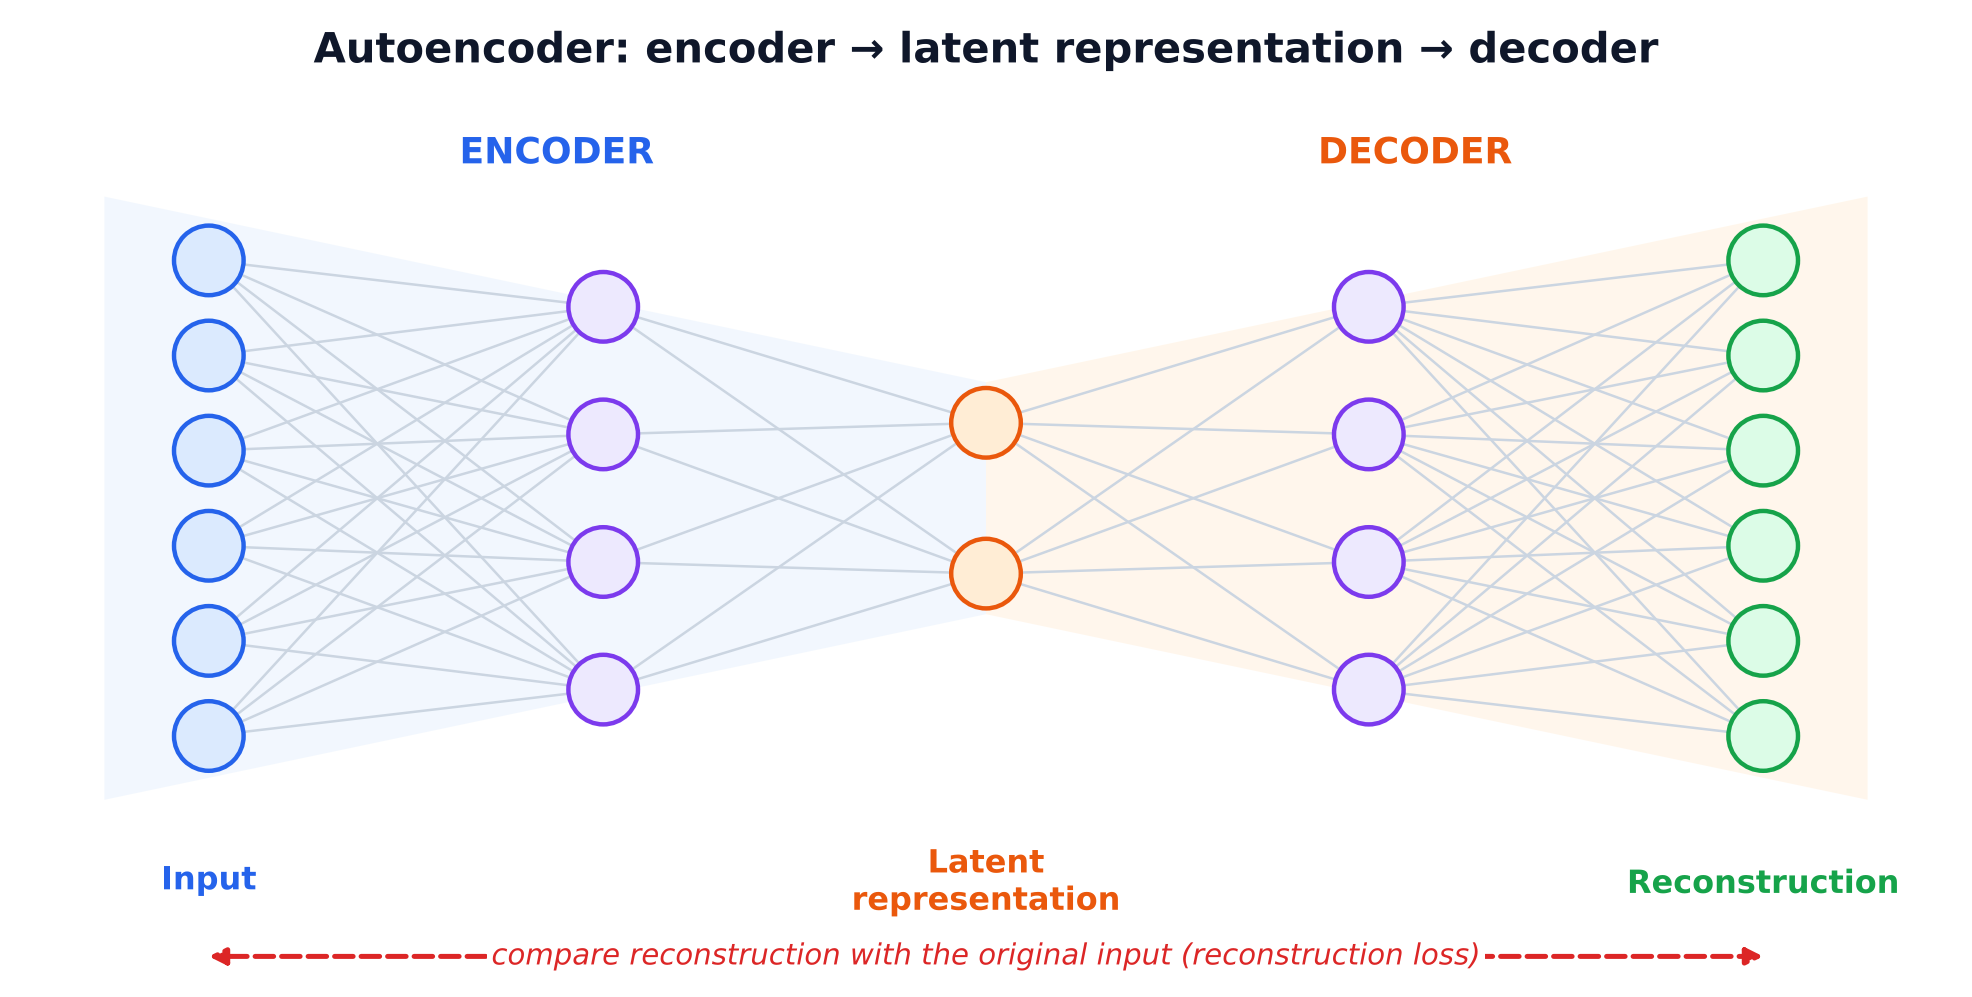 Autoencoder: encoder → latent representation → decoder
ENCODER
DECODER
Input
Latent
representation
Reconstruction
compare reconstruction with the original input (reconstruction loss)